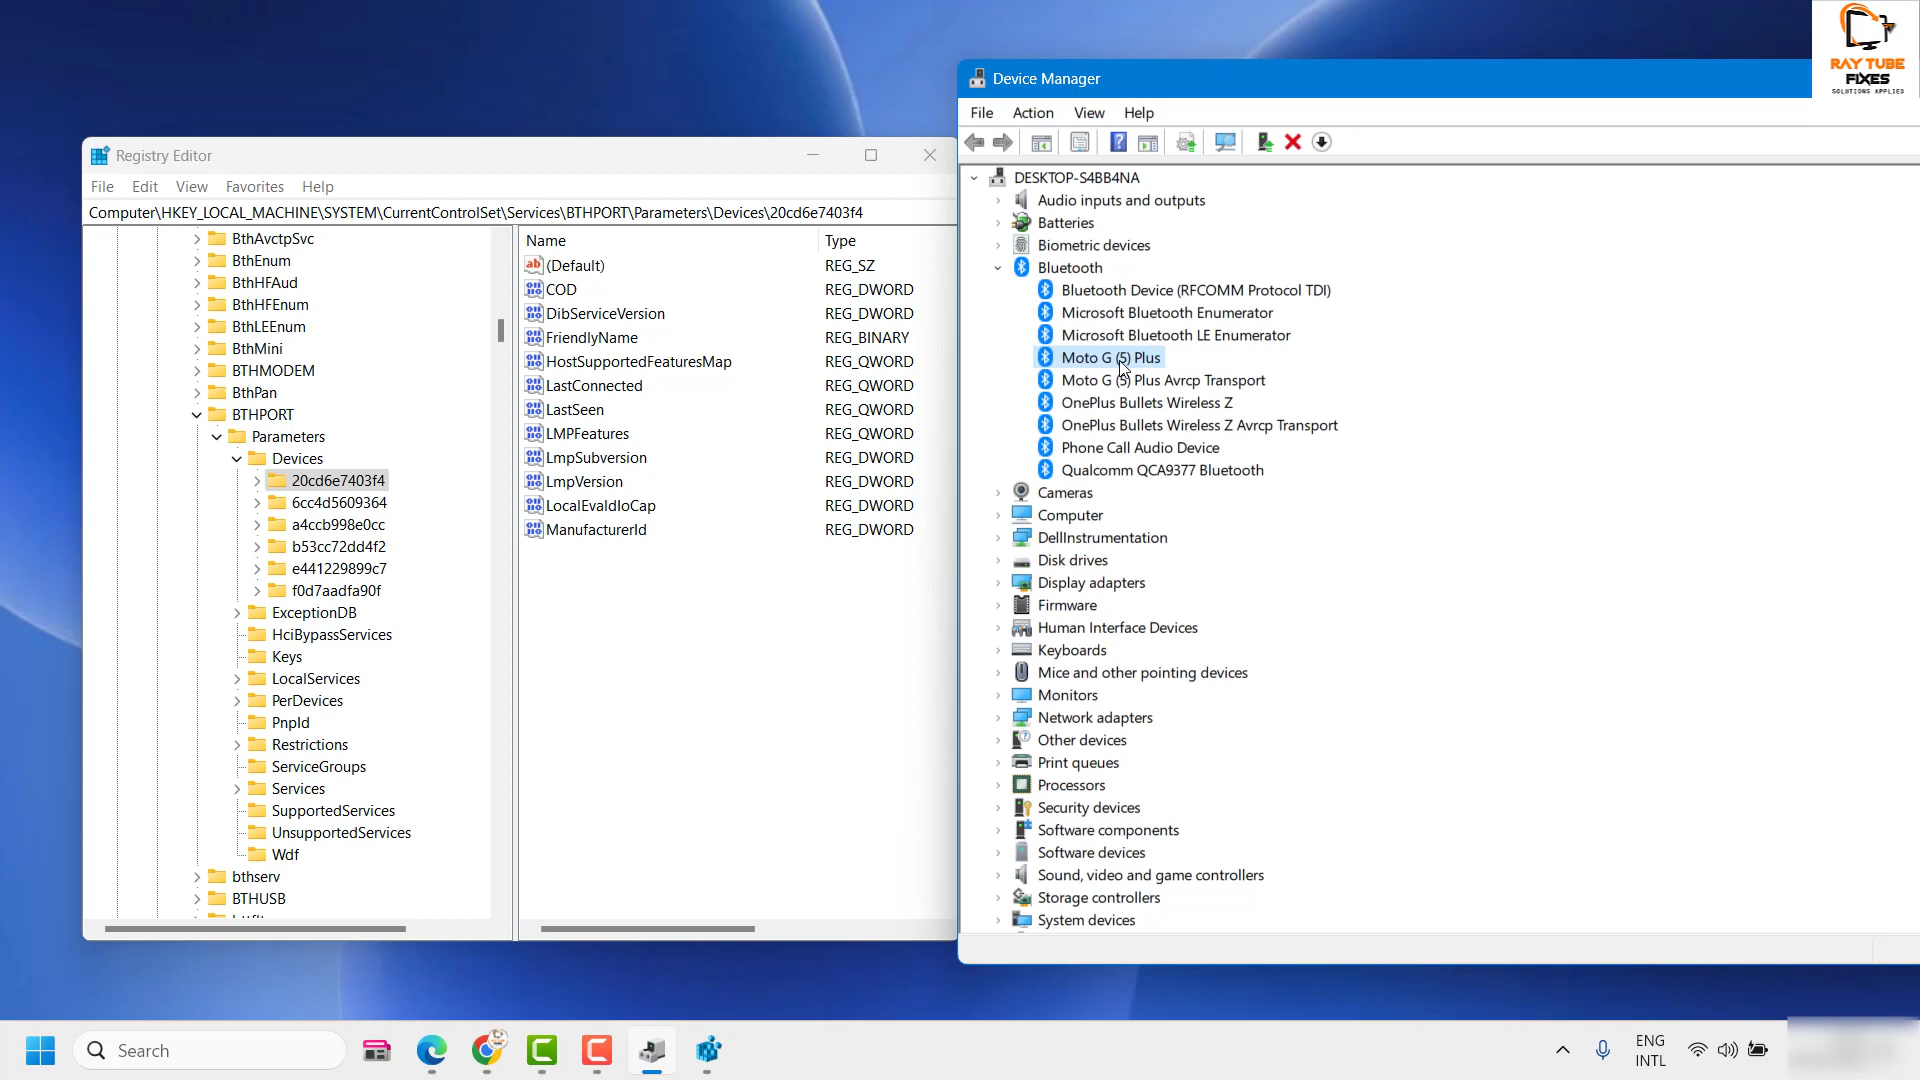 RAY TUBE
FIXES
SOLUTIONS APPLIED
Registry Editor
File Edit View Favorites Help
Computer\HKEY_LOCAL_MACHINE\SYSTEM\CurrentControlSet\Services\BTHPORT\Parameters\Devices\20cd6e7403f4
BthAvctpSvc
BthEnum
BthHFAud
BthHFEnum
BthLEEnum
BthMini
BTHMODEM
BthPan
BTHPORT
Parameters
Devices
20cd6e7403f4
6cc4d5609364
a4ccb998e0cc
b53cc72dd4f2
e441229899c7
f0d7aadfa90f
ExceptionDB
HciBypassServices
Keys
LocalServices
PerDevices
PnpId
Restrictions
ServiceGroups
Services
SupportedServices
UnsupportedServices
Wdf
bthserv
BTHUSB
Name Type
(Default) REG_SZ
COD REG_DWORD
DibServiceVersion REG_DWORD
FriendlyName REG_BINARY
HostSupportedFeaturesMap REG_QWORD
LastConnected REG_QWORD
LastSeen REG_QWORD
LMPFeatures REG_QWORD
LmpSubversion REG_DWORD
LmpVersion REG_DWORD
LocalEvaldIoCap REG_DWORD
ManufacturerId REG_DWORD
Device Manager
File Action View Help
DESKTOP-S4BB4NA
Audio inputs and outputs
Batteries
Biometric devices
Bluetooth
Bluetooth Device (RFCOMM Protocol TDI)
Microsoft Bluetooth Enumerator
Microsoft Bluetooth LE Enumerator
Moto G (5) Plus
Moto G (5) Plus Avrcp Transport
OnePlus Bullets Wireless Z
OnePlus Bullets Wireless Z Avrcp Transport
Phone Call Audio Device
Qualcomm QCA9377 Bluetooth
Cameras
Computer
DellInstrumentation
Disk drives
Display adapters
Firmware
Human Interface Devices
Keyboards
Mice and other pointing devices
Monitors
Network adapters
Other devices
Print queues
Processors
Security devices
Software components
Software devices
Sound, video and game controllers
Storage controllers
System devices
Search
ENG
INTL